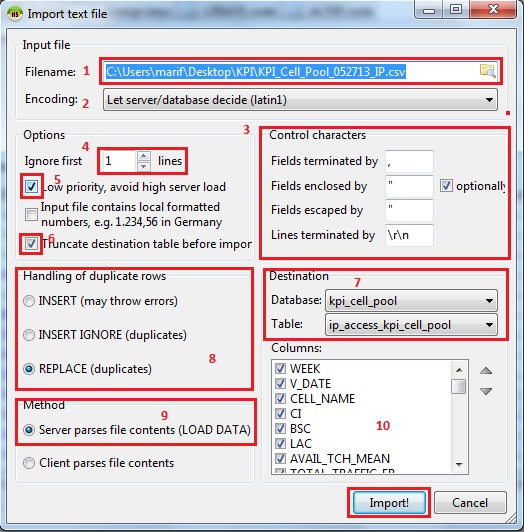 HS Import text file
Input file
1 Filename: C:\Users\marif\Desktop\KPI\KPI_Cell_Pool_052713_IP.csv
2 Encoding: Let server/database decide (latin1)
Options
4
Ignore first 1 lines
5
Low priority, avoid high server load
Input file contains local formatted
numbers, e.g. 1.234,56 in Germany
6
Truncate destination table before impor
3
Control characters
Fields terminated by ,
Fields enclosed by " optionally
Fields escaped by "
Lines terminated by \r\n
Handling of duplicate rows
INSERT (may throw errors)
INSERT IGNORE (duplicates)
8
REPLACE (duplicates)
Method
9
Server parses file contents (LOAD DATA)
Client parses file contents
Destination
7
Database: kpi_cell_pool
Table: ip_access_kpi_cell_pool
Columns:
WEEK
V_DATE
CELL_NAME
CI
BSC
10
LAC
AVAIL_TCH_MEAN
TOTAL_TRAFFIC_FR
Import! Cancel